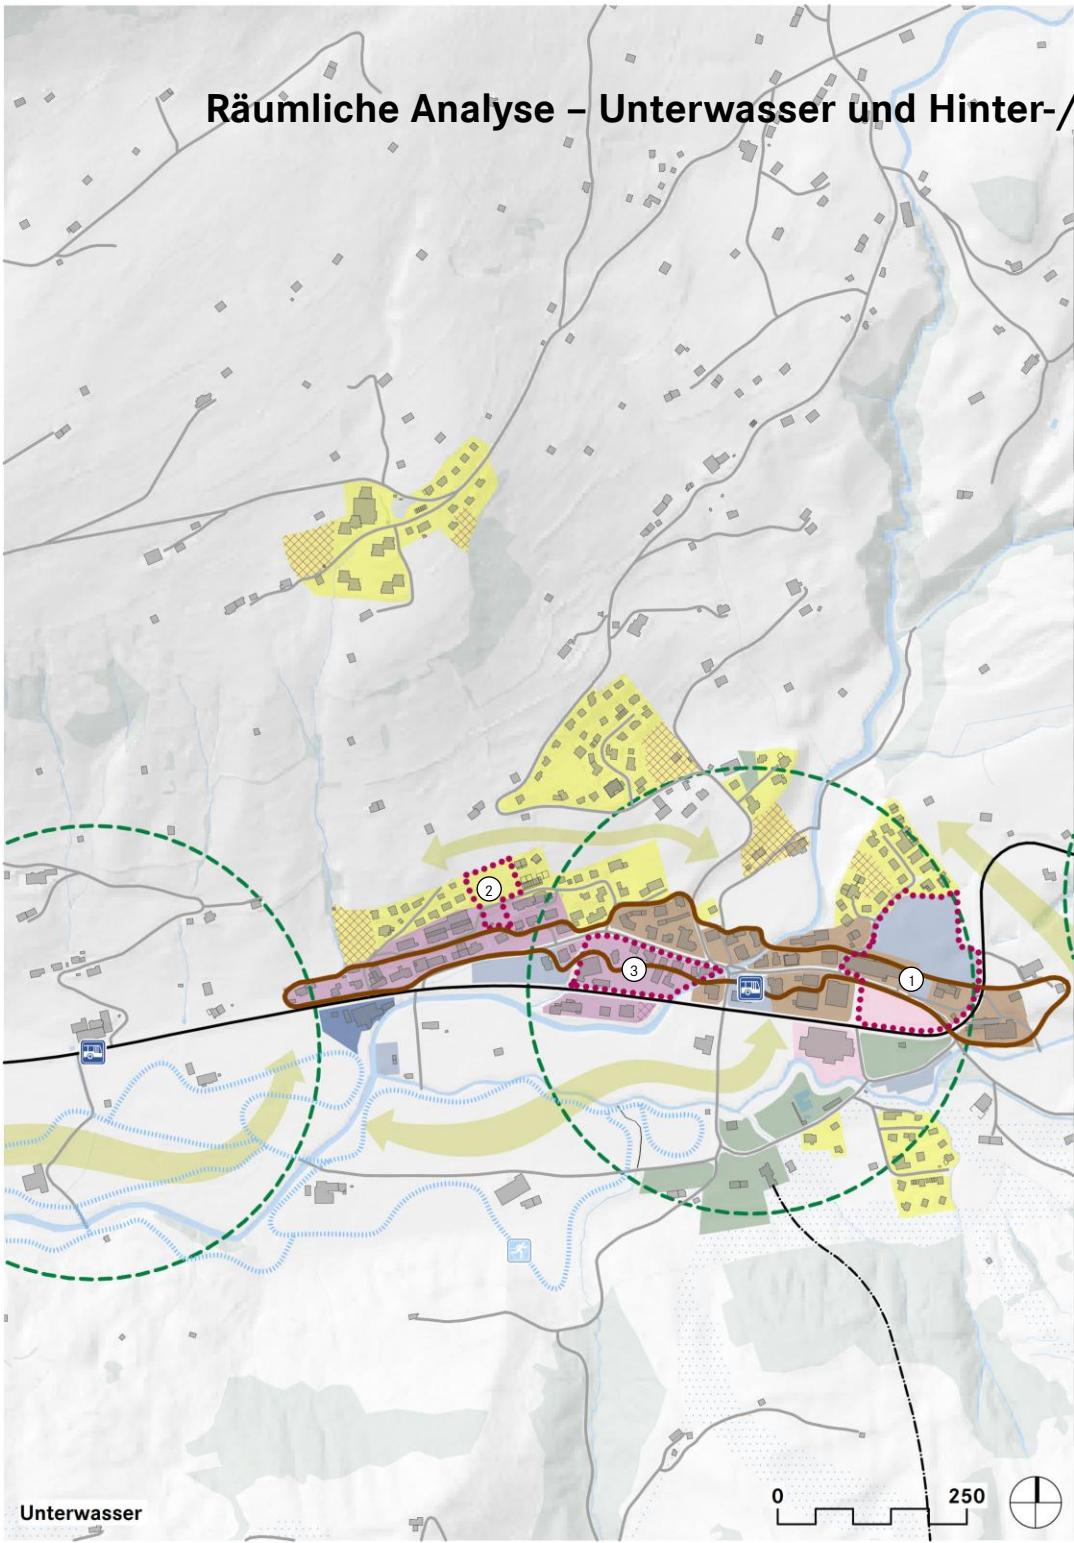 Räumliche Analyse – Unterwasser und Hinter-/
2
3
1
Unterwasser
0 250